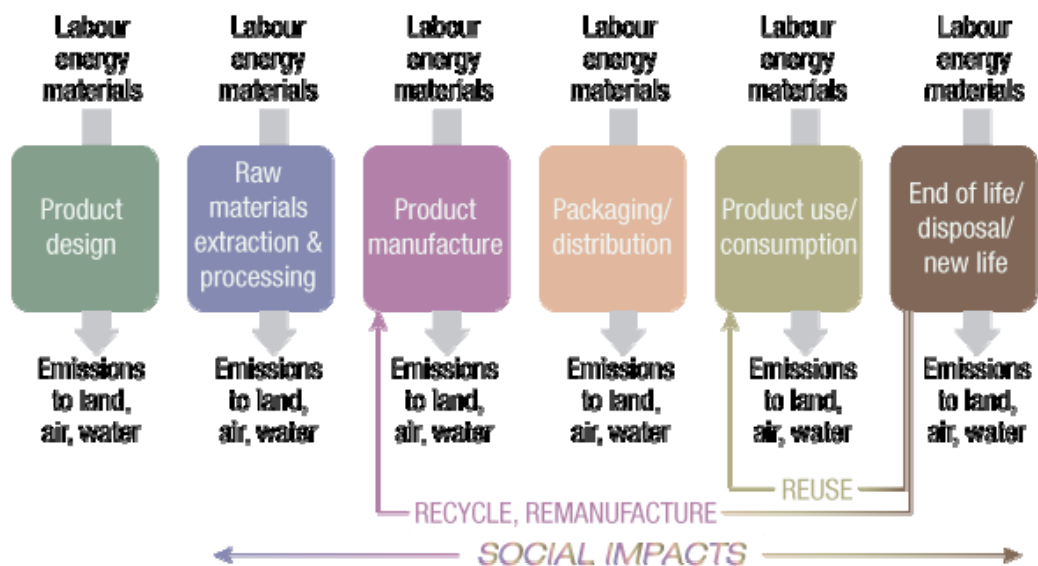 Labour
energy
materials
Labour
energy
materials
Labour
energy
materials
Labour
energy
materials
Labour
energy
materials
Labour
energy
materials
Product
design
Raw
materials
extraction &
processing
Product
manufacture
Packaging/
distribution
Product use/
consumption
End of life/
disposal/
new life
Emissions
to land,
air, water
Emissions
to land,
air, water
Emissions
to land,
air, water
Emissions
to land,
air, water
Emissions
to land,
air, water
Emissions
to land,
air, water
REUSE
RECYCLE, REMANUFACTURE
SOCIAL IMPACTS